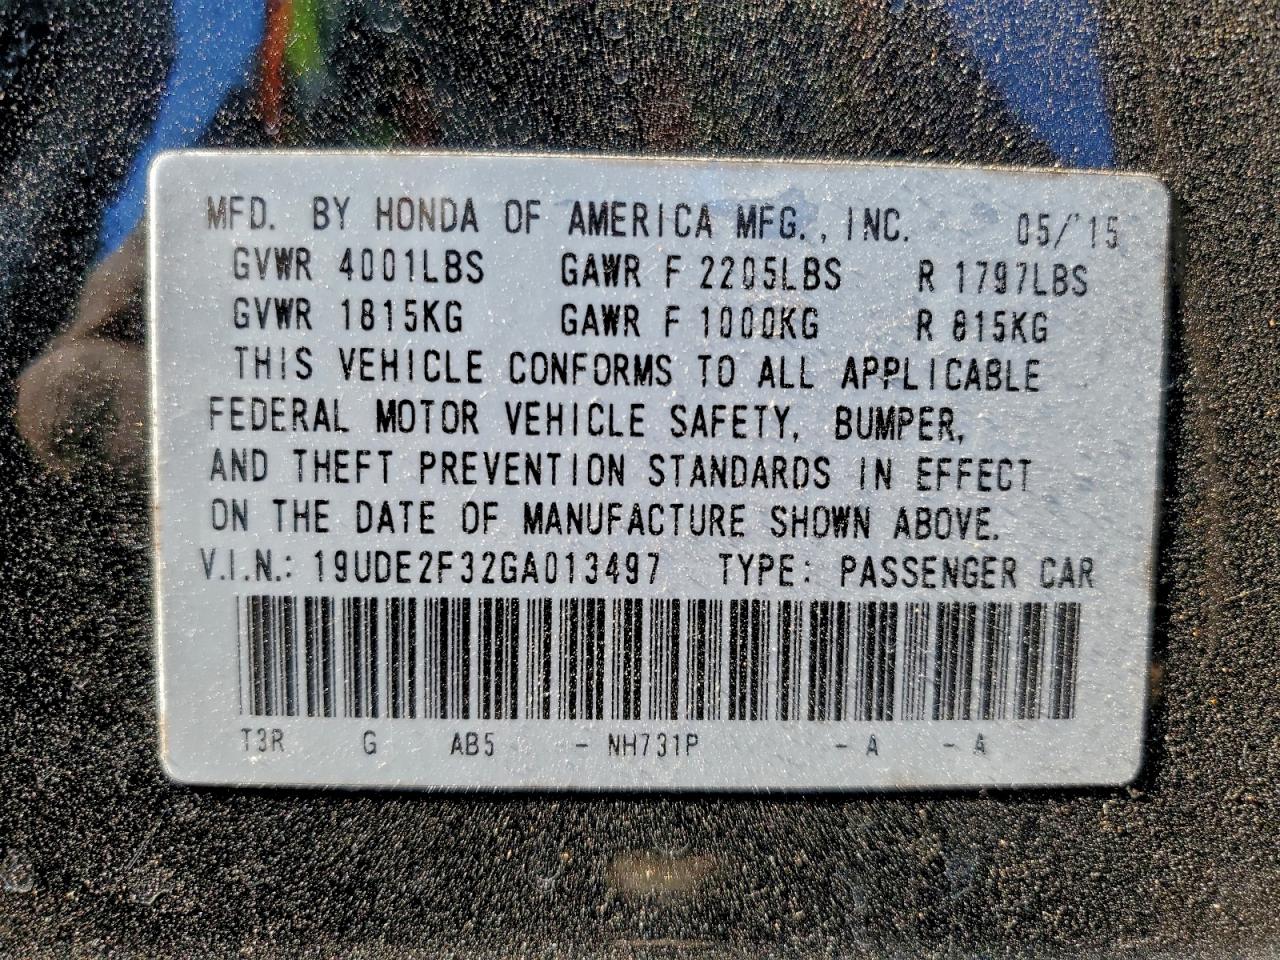 MFD. BY HONDA OF AMERICA MFG., INC. 05/'15
GVWR 4001LBS GAWR F 2205LBS R 1797LBS
GVWR 1815KG GAWR F 1000KG R 815KG
THIS VEHICLE CONFORMS TO ALL APPLICABLE
FEDERAL MOTOR VEHICLE SAFETY, BUMPER,
AND THEFT PREVENTION STANDARDS IN EFFECT
ON THE DATE OF MANUFACTURE SHOWN ABOVE.
V.I.N.: 19UDE2F32GA013497 TYPE: PASSENGER CAR
T3R G AB5 - NH731P - A - A